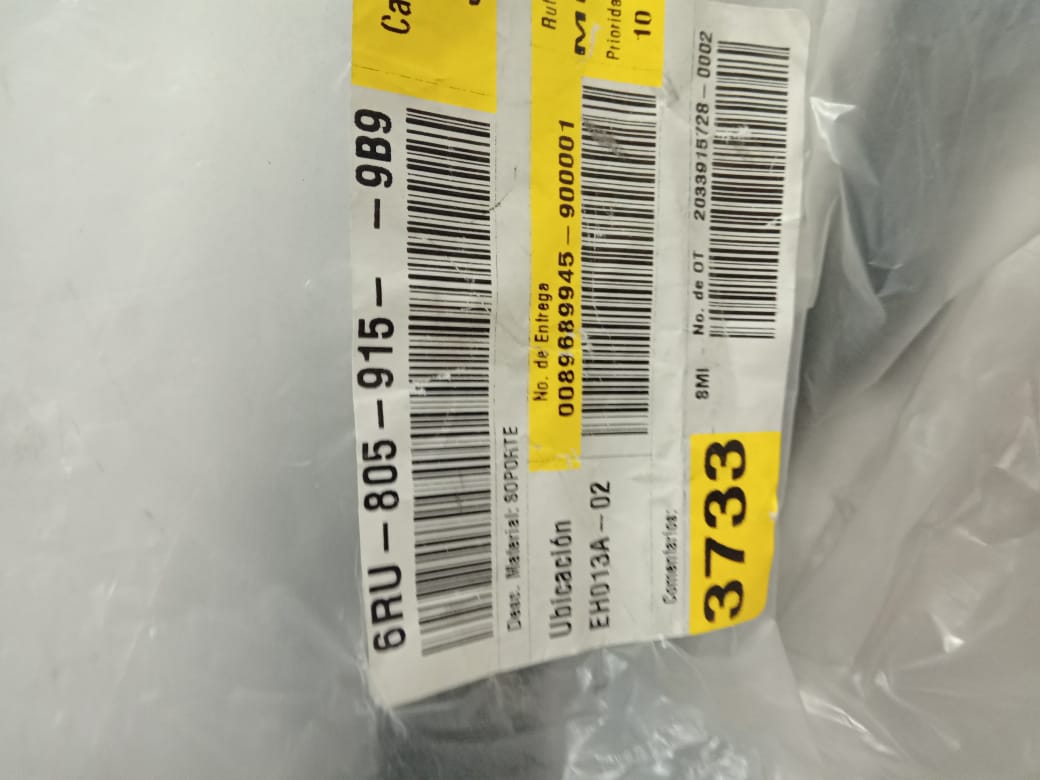 6RU-805-915- -9B9
Ca
Desc. Material: SOPORTE
No. de Entrega
0089689945-900001
Ubicación
EH013A-02
Prioridad
10
Comentarios:
8MI - No. de OT 2033915728-0002
3733